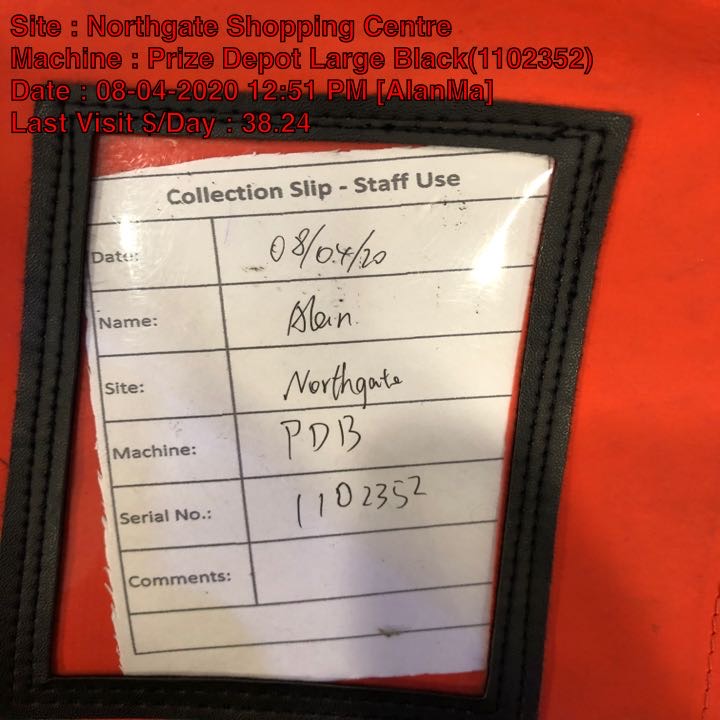 Site : Northgate Shopping Centre
Machine : Prize Depot Large Black(1102352)
Date : 08-04-2020 12:51 PM [AlanMa]
Last Visit $/Day : 38.24
Collection Slip - Staff Use
Date: 08/04/20
Name: Alan.
Site: Northgate
Machine: PDB
Serial No.: 1102352
Comments: